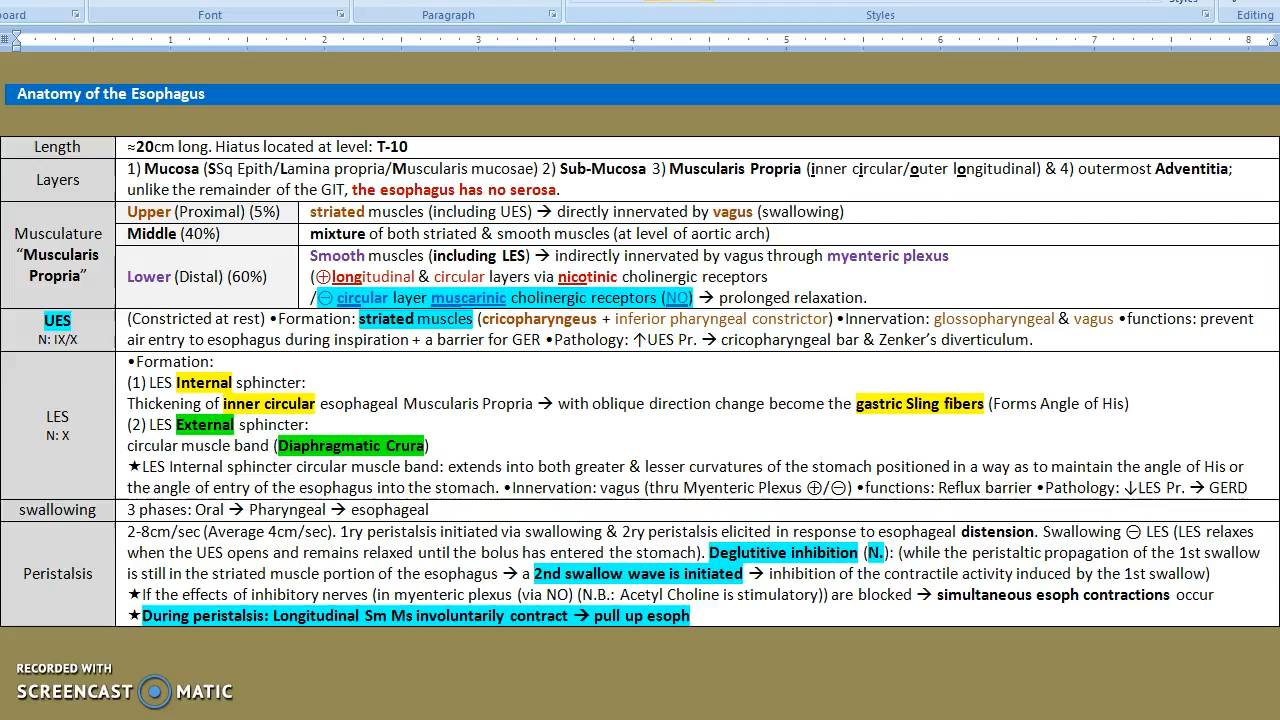 Font
Paragraph
Styles
Editing
1 2 3 4 5 6 7 8
Anatomy of the Esophagus
Length
≈20cm long. Hiatus located at level: T-10
Layers
1) Mucosa (SSq Epith/Lamina propria/Muscularis mucosae) 2) Sub-Mucosa 3) Muscularis Propria (inner circular/outer longitudinal) & 4) outermost Adventitia;
unlike the remainder of the GIT, the esophagus has no serosa.
Musculature
“Muscularis
Propria”
Upper (Proximal) (5%)
striated muscles (including UES) → directly innervated by vagus (swallowing)
Middle (40%)
mixture of both striated & smooth muscles (at level of aortic arch)
Lower (Distal) (60%)
Smooth muscles (including LES) → indirectly innervated by vagus through myenteric plexus
(⊕longitudinal & circular layers via nicotinic cholinergic receptors
/⊖ circular layer muscarinic cholinergic receptors (NO) → prolonged relaxation.
UES
N: IX/X
(Constricted at rest) •Formation: striated muscles (cricopharyngeus + inferior pharyngeal constrictor) •Innervation: glossopharyngeal & vagus •functions: prevent
air entry to esophagus during inspiration + a barrier for GER •Pathology: ↑UES Pr. → cricopharyngeal bar & Zenker’s diverticulum.
LES
N: X
•Formation:
(1) LES Internal sphincter:
Thickening of inner circular esophageal Muscularis Propria → with oblique direction change become the gastric Sling fibers (Forms Angle of His)
(2) LES External sphincter:
circular muscle band (Diaphragmatic Crura)
★LES Internal sphincter circular muscle band: extends into both greater & lesser curvatures of the stomach positioned in a way as to maintain the angle of His or
the angle of entry of the esophagus into the stomach. •Innervation: vagus (thru Myenteric Plexus ⊕/⊖) •functions: Reflux barrier •Pathology: ↓LES Pr. → GERD
swallowing
3 phases: Oral → Pharyngeal → esophageal
Peristalsis
2-8cm/sec (Average 4cm/sec). 1ry peristalsis initiated via swallowing & 2ry peristalsis elicited in response to esophageal distension. Swallowing ⊖ LES (LES relaxes
when the UES opens and remains relaxed until the bolus has entered the stomach). Deglutitive inhibition (N.): (while the peristaltic propagation of the 1st swallow
is still in the striated muscle portion of the esophagus → a 2nd swallow wave is initiated → inhibition of the contractile activity induced by the 1st swallow)
★If the effects of inhibitory nerves (in myenteric plexus (via NO) (N.B.: Acetyl Choline is stimulatory)) are blocked → simultaneous esoph contractions occur
★During peristalsis: Longitudinal Sm Ms involuntarily contract → pull up esoph
RECORDED WITH
SCREENCAST MATIC